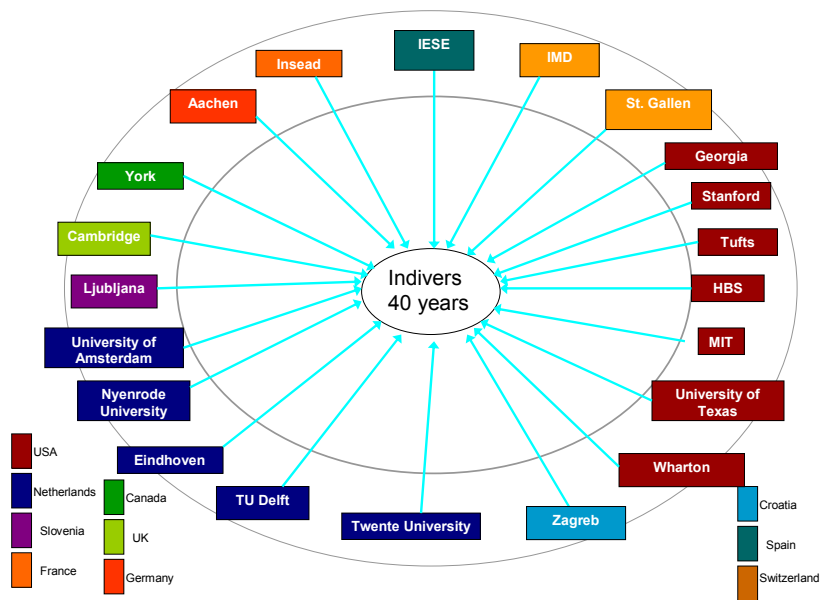 IESE
IMD
Insead
Aachen
St. Gallen
Georgia
York
Stanford
Cambridge
Tufts
Indivers
40 years
Ljubljana
HBS
University of
Amsterdam
MIT
Nyenrode
University
University of
Texas
Eindhoven
Wharton
TU Delft
Twente University
Zagreb
USA
Netherlands
Slovenia
France
Canada
UK
Germany
Croatia
Spain
Switzerland